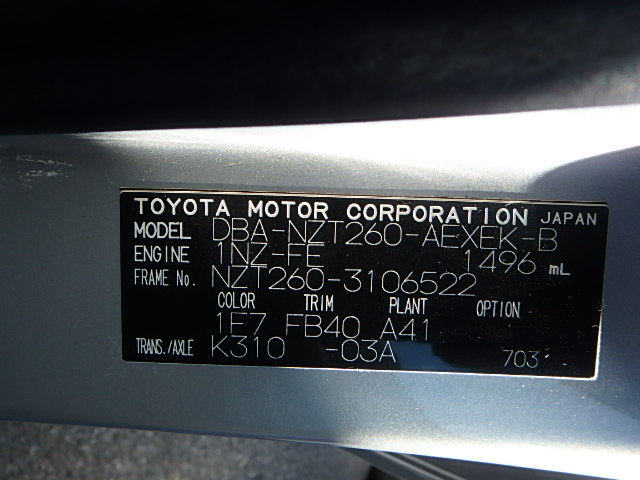 TOYOTA MOTOR CORPORATION JAPAN
MODEL DBA-NZT260-AEXEK-B
ENGINE 1NZ-FE 1496 mL
FRAME No. NZT260-3106522
COLOR TRIM PLANT OPTION
1F7 FB40 A41
TRANS./AXLE K310 -03A 703